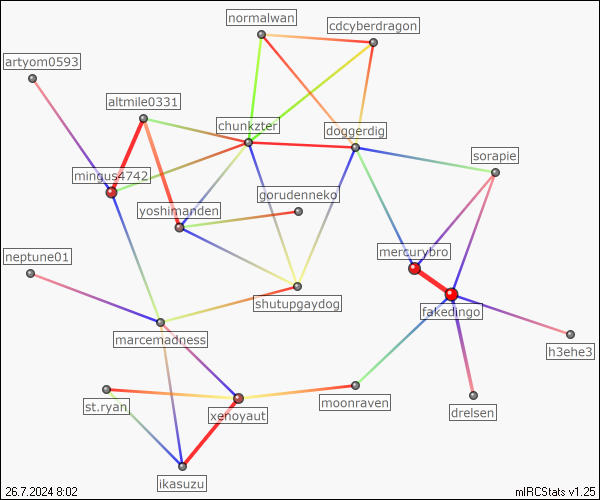 normalwan
cdcyberdragon
artyom0593
altmile0331
chunkzter
doggerdig
sorapie
mingus4742
gorudenneko
yoshimanden
mercurybro
neptune01
shutupgaydog
fakedingo
marcemadness
h3ehe3
moonraven
st.ryan
xenoyaut
drelsen
ikasuzu
26.7.2024 8:02
mIRCStats v1.25